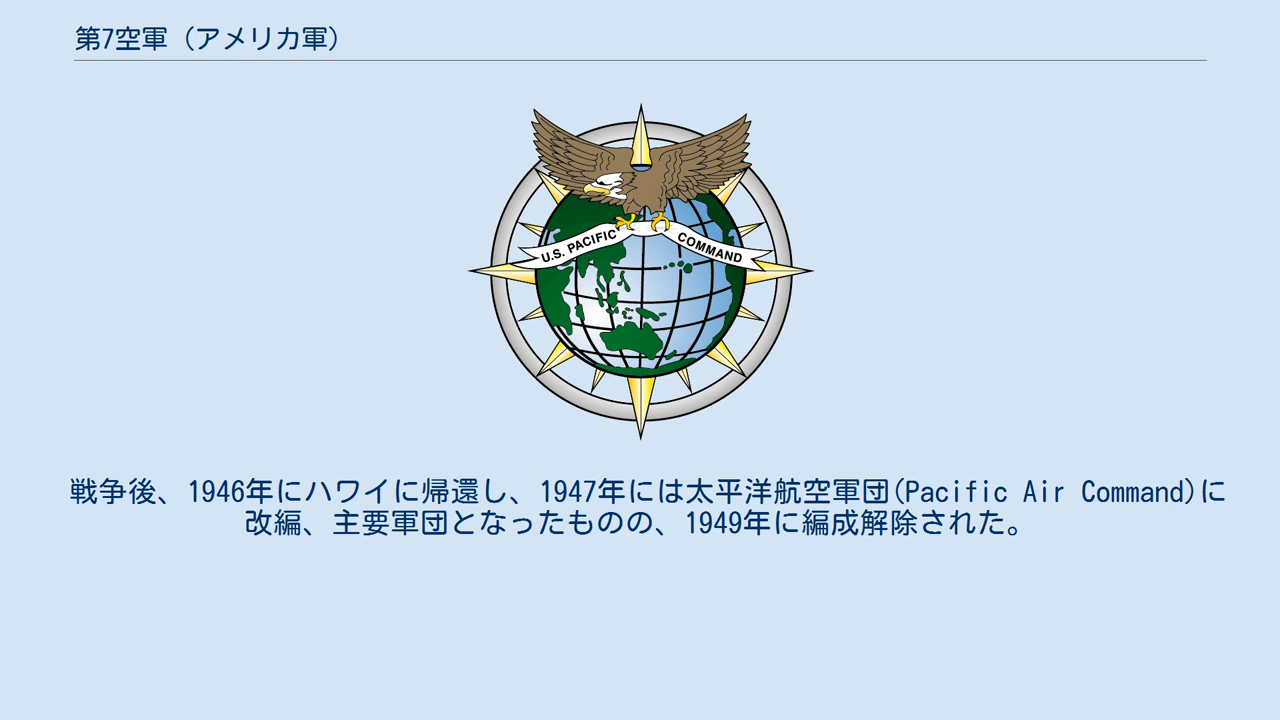 第7空軍（アメリカ軍）
U.S. PACIFIC COMMAND
戦争後、1946年にハワイに帰還し、1947年には太平洋航空軍団(Pacific Air Command)に
改編、主要軍団となったものの、1949年に編成解除された。